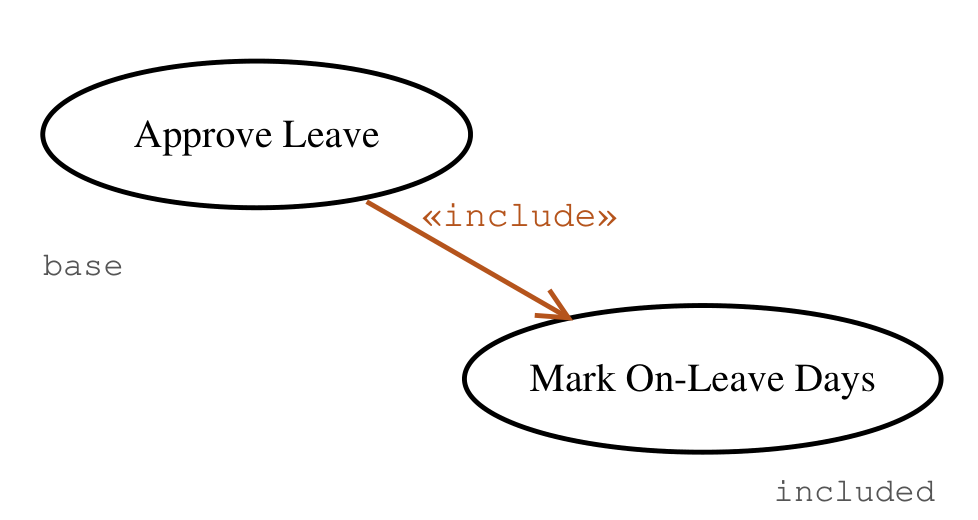 Approve Leave
«include»
base
Mark On-Leave Days
included